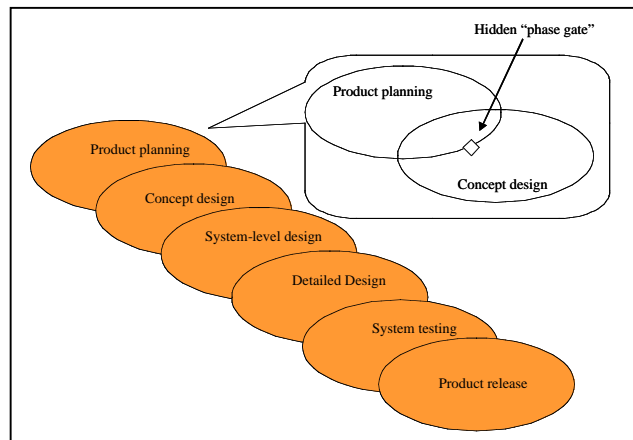 Hidden “phase gate”
Product planning
Concept design
Product planning
Concept design
System-level design
Detailed Design
System testing
Product release